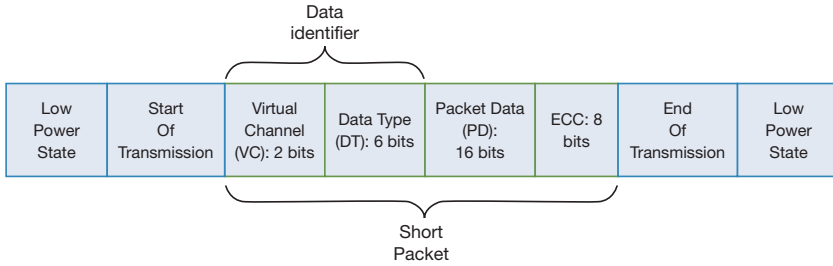 Data
identifier
Low
Power
State
Start
Of
Transmission
Virtual
Channel
(VC): 2 bits
Data Type
(DT): 6 bits
Packet Data
(PD):
16 bits
ECC: 8
bits
End
Of
Transmission
Low
Power
State
Short
Packet